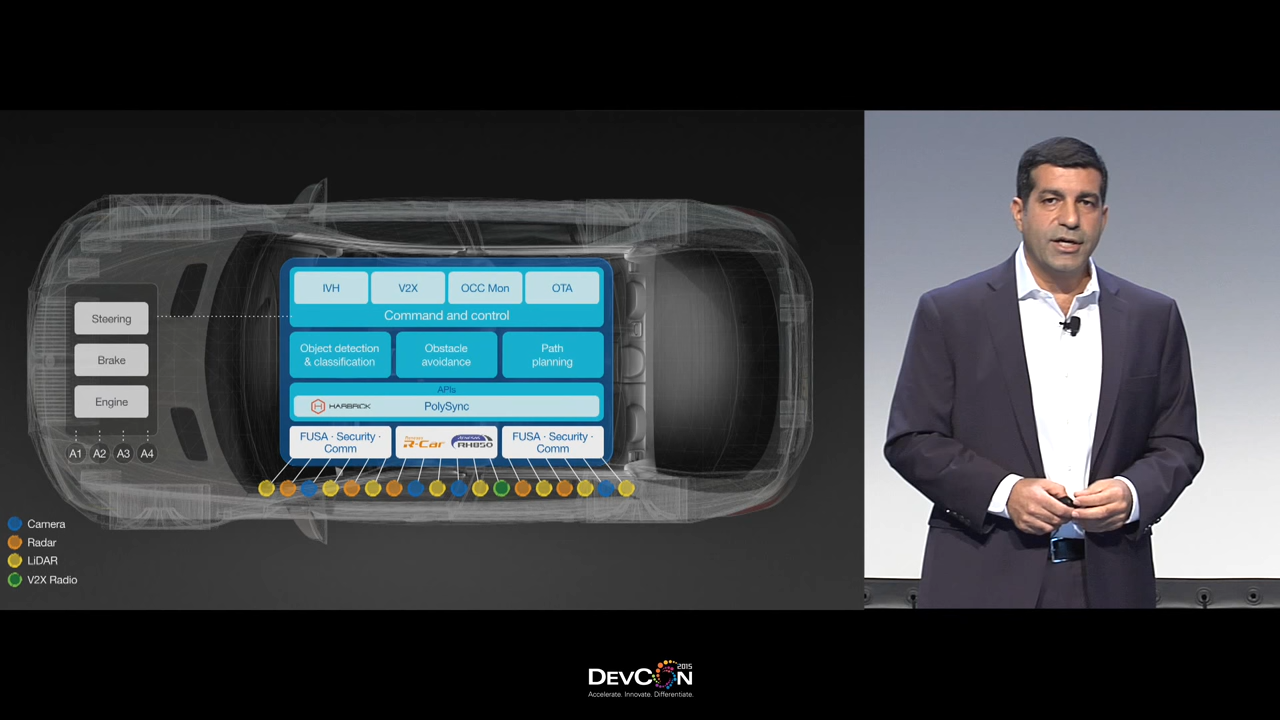 Steering
Brake
Engine
A1 A2 A3 A4
IVH V2X OCC Mon OTA
Command and control
Object detection
& classification
Obstacle
avoidance
Path
planning
APIs
HARBRICK PolySync
FUSA · Security ·
Comm
R-Car RH850
FUSA · Security ·
Comm
Camera
Radar
LiDAR
V2X Radio
DEVCON 2015
Accelerate. Innovate. Differentiate.